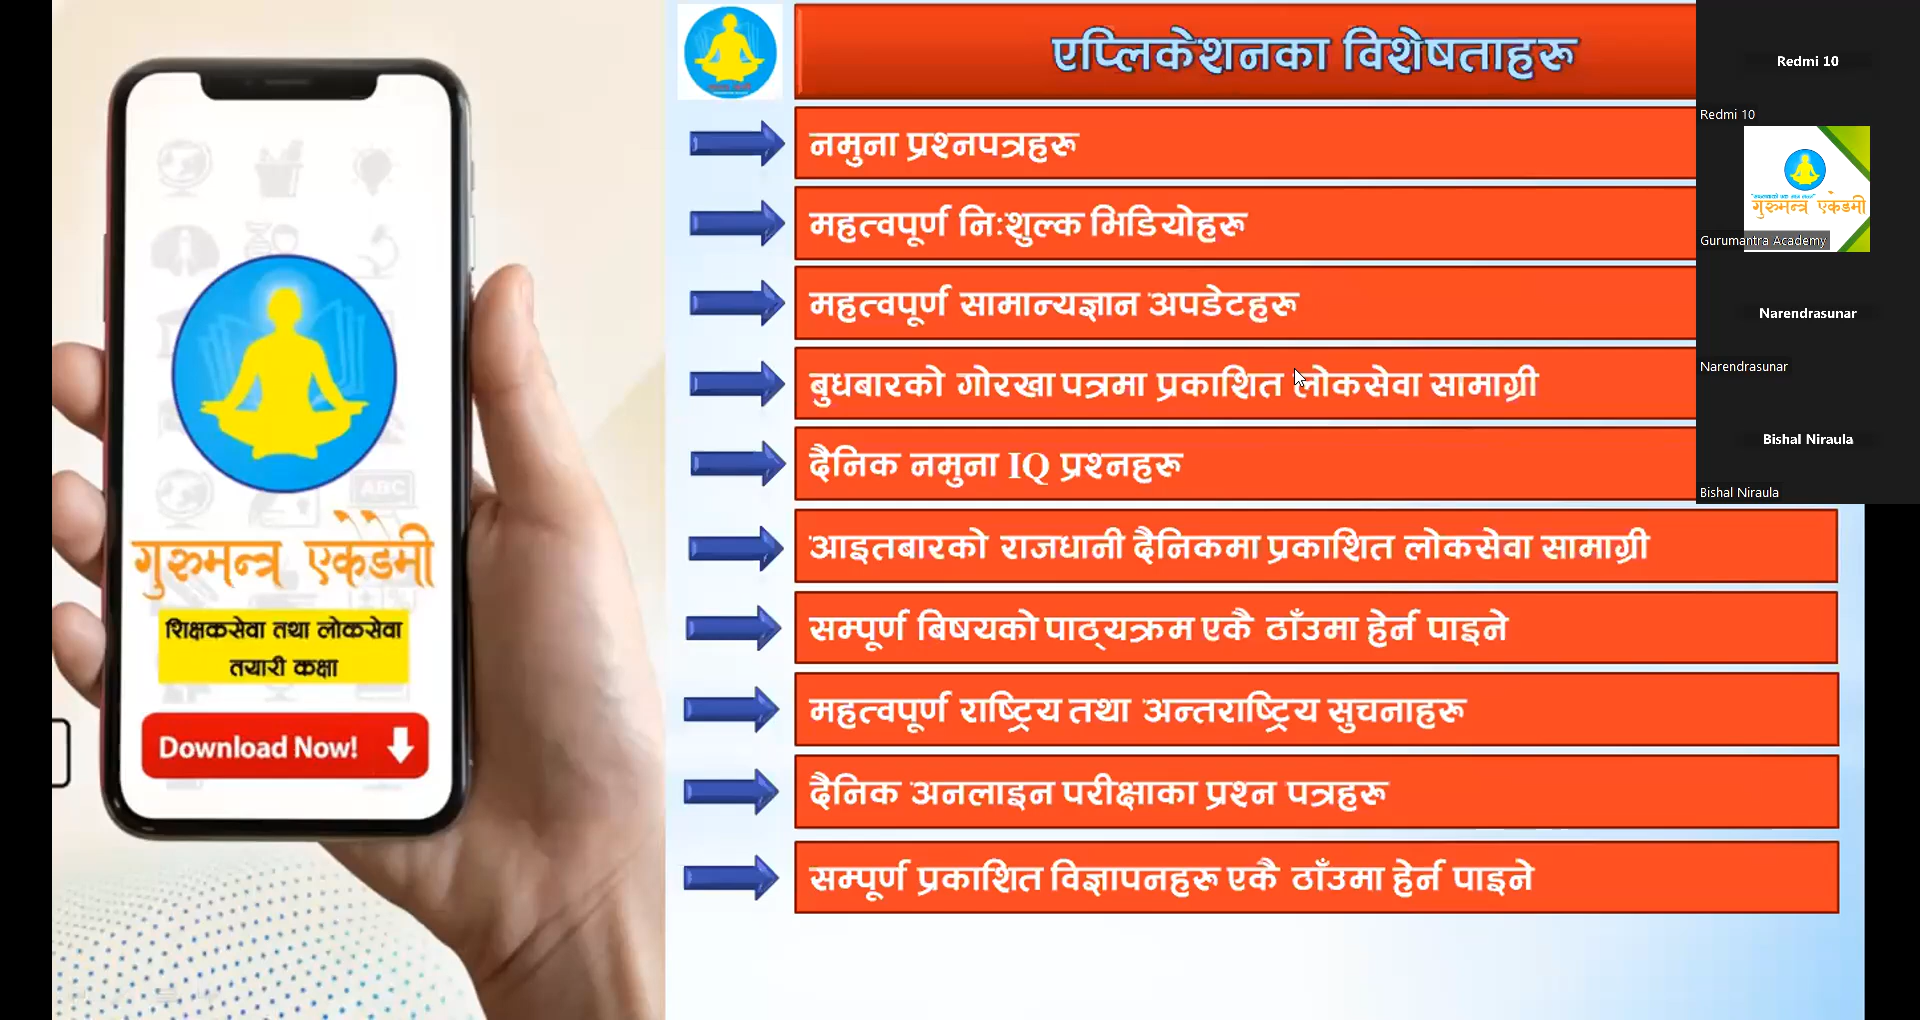 एप्लिकेशनका विशेषताहरू
नमुना प्रश्नपत्रहरू
महत्वपूर्ण नि:शुल्क भिडियोहरू
महत्वपूर्ण सामान्यज्ञान अपडेटहरू
बुधबारको गोरखा पत्रमा प्रकाशित लोकसेवा सामाग्री
दैनिक नमुना IQ प्रश्नहरू
आइतबारको राजधानी दैनिकमा प्रकाशित लोकसेवा सामाग्री
सम्पूर्ण बिषयको पाठ्यक्रम एकै ठाँउमा हेर्न पाइने
महत्वपूर्ण राष्ट्रिय तथा अन्तराष्ट्रिय सुचनाहरू
दैनिक अनलाइन परीक्षाका प्रश्न पत्रहरू
सम्पूर्ण प्रकाशित विज्ञापनहरू एकै ठाँउमा हेर्न पाइने
ABC
गुरुमन्त्र एकेडेमी
शिक्षकसेवा तथा लोकसेवा
तयारी कक्षा
Download Now!
Redmi 10
Redmi 10
गुरुमन्त्र एकेडेमी
Gurumantra Academy
Narendrasunar
Narendrasunar
Bishal Niraula
Bishal Niraula